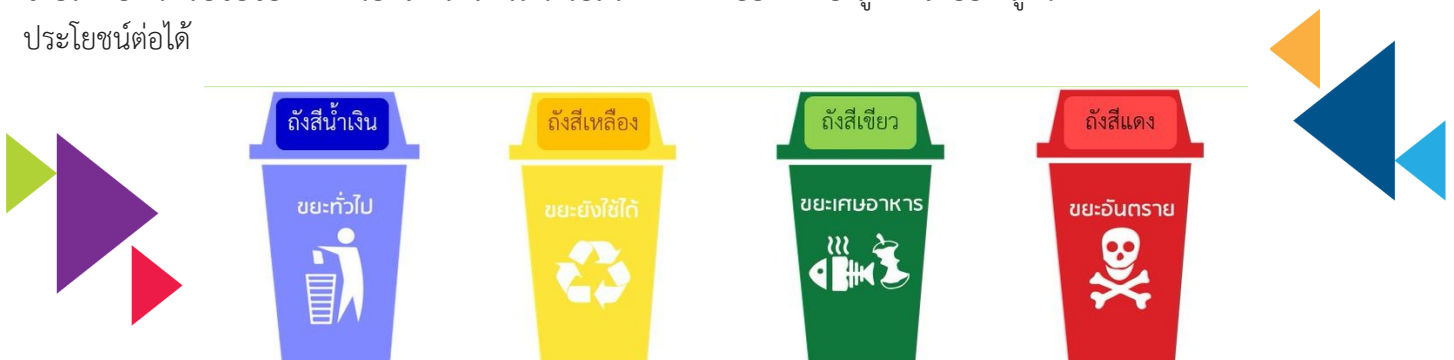 ประโยชน์ต่อได้
ถังสีน้ำเงิน
ถังสีเหลือง
ถังสีเขียว
ถังสีแดง
ขยะทั่วไป
ขยะยังใช้ได้
ขยะเศษอาหาร
ขยะอันตราย